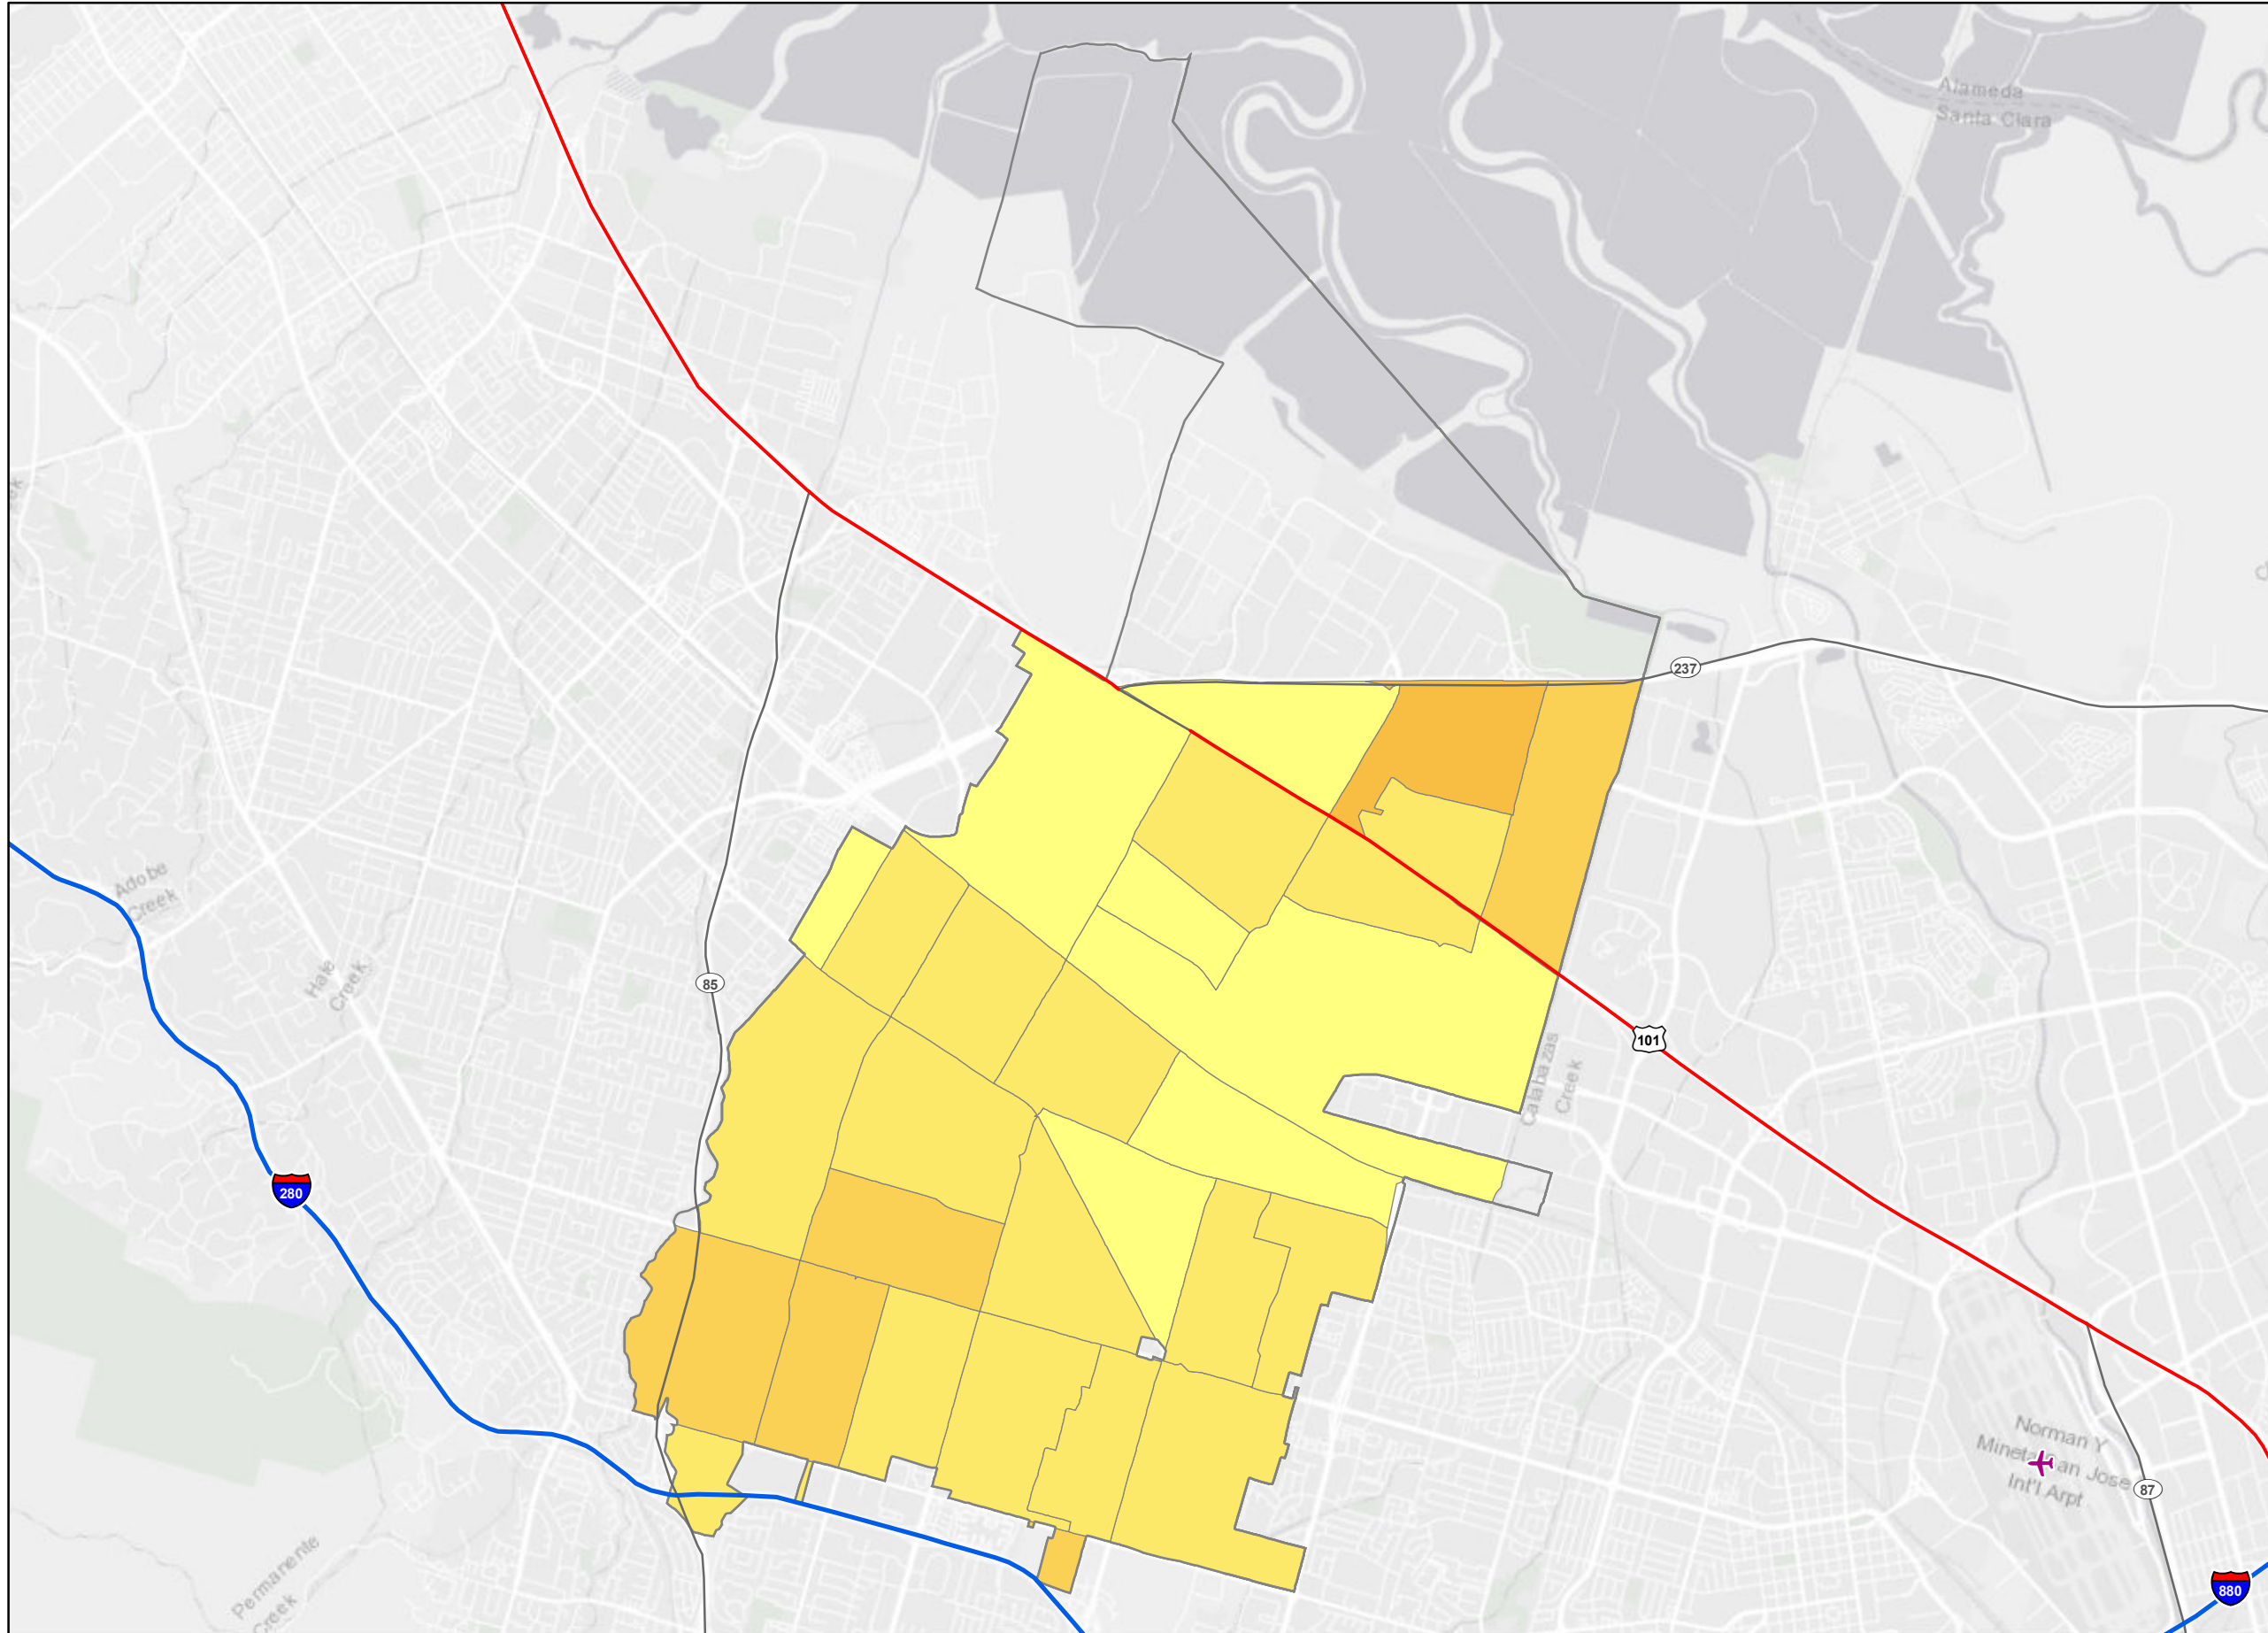 Alameda
Santa Clara
237
Adobe
Creek
Hale
Creek
85
101
Calabazas
Creek
280
Norman Y
Mineta San Jose
Int'l Arpt
87
Permanente
Creek
880